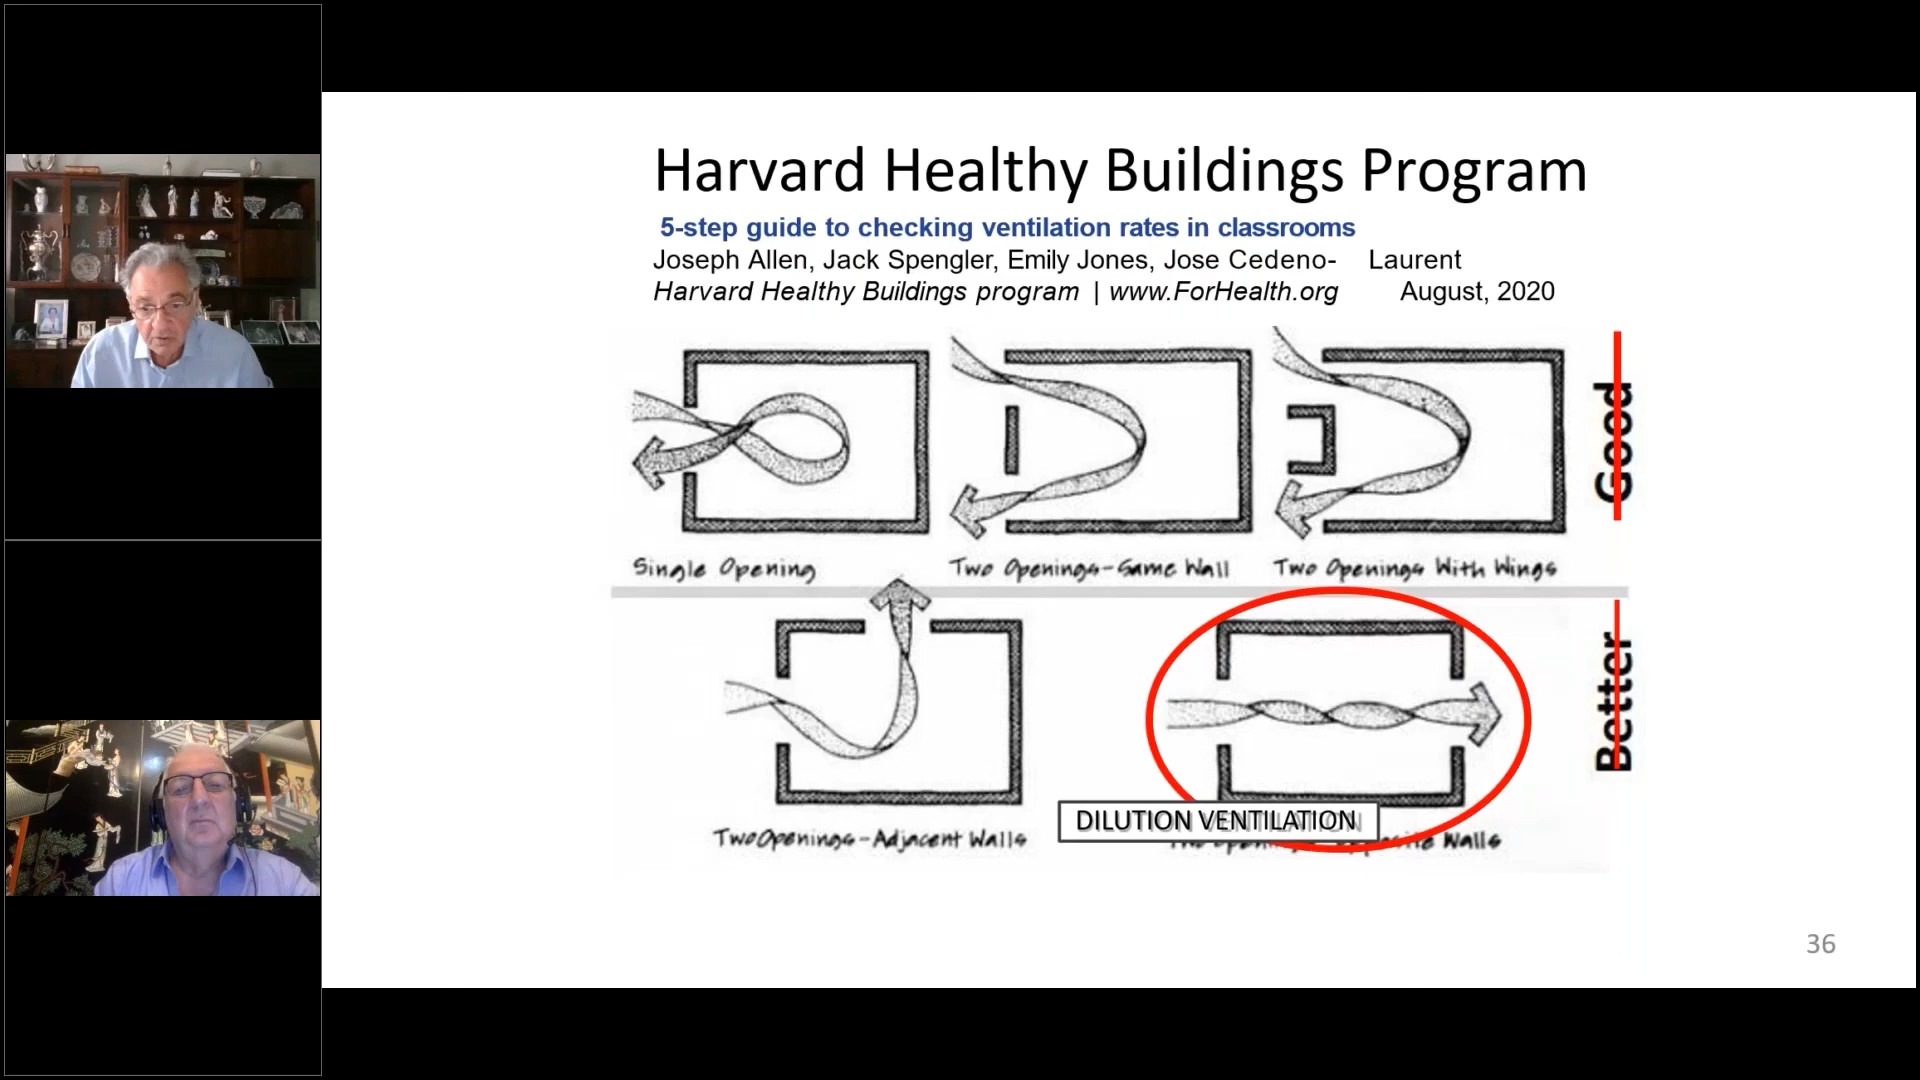 Harvard Healthy Buildings Program
5-step guide to checking ventilation rates in classrooms
Joseph Allen, Jack Spengler, Emily Jones, Jose Cedeno- Laurent
Harvard Healthy Buildings program | www.ForHealth.org August, 2020
Good
Single Opening
Two Openings-Same Wall
Two Openings With Wings
Better
DILUTION VENTILATION
Two Openings-Adjacent Walls
Walls
36